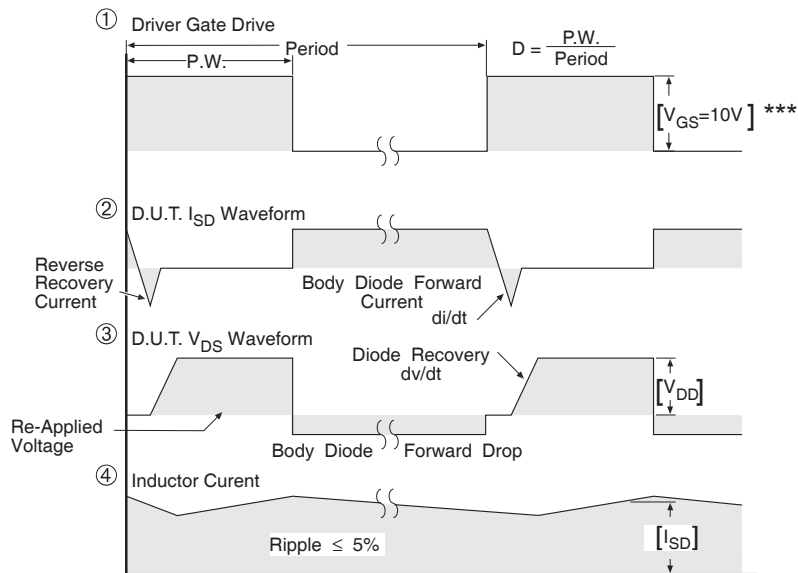 ① Driver Gate Drive
Period
P.W.
D = P.W. / Period
[VGS=10V] ***
② D.U.T. ISD Waveform
Reverse
Recovery
Current
Body Diode Forward
Current
di/dt
③ D.U.T. VDS Waveform
Diode Recovery
dv/dt
[VDD]
Re-Applied
Voltage
Body Diode Forward Drop
④ Inductor Curent
Ripple ≤ 5%
[ISD]